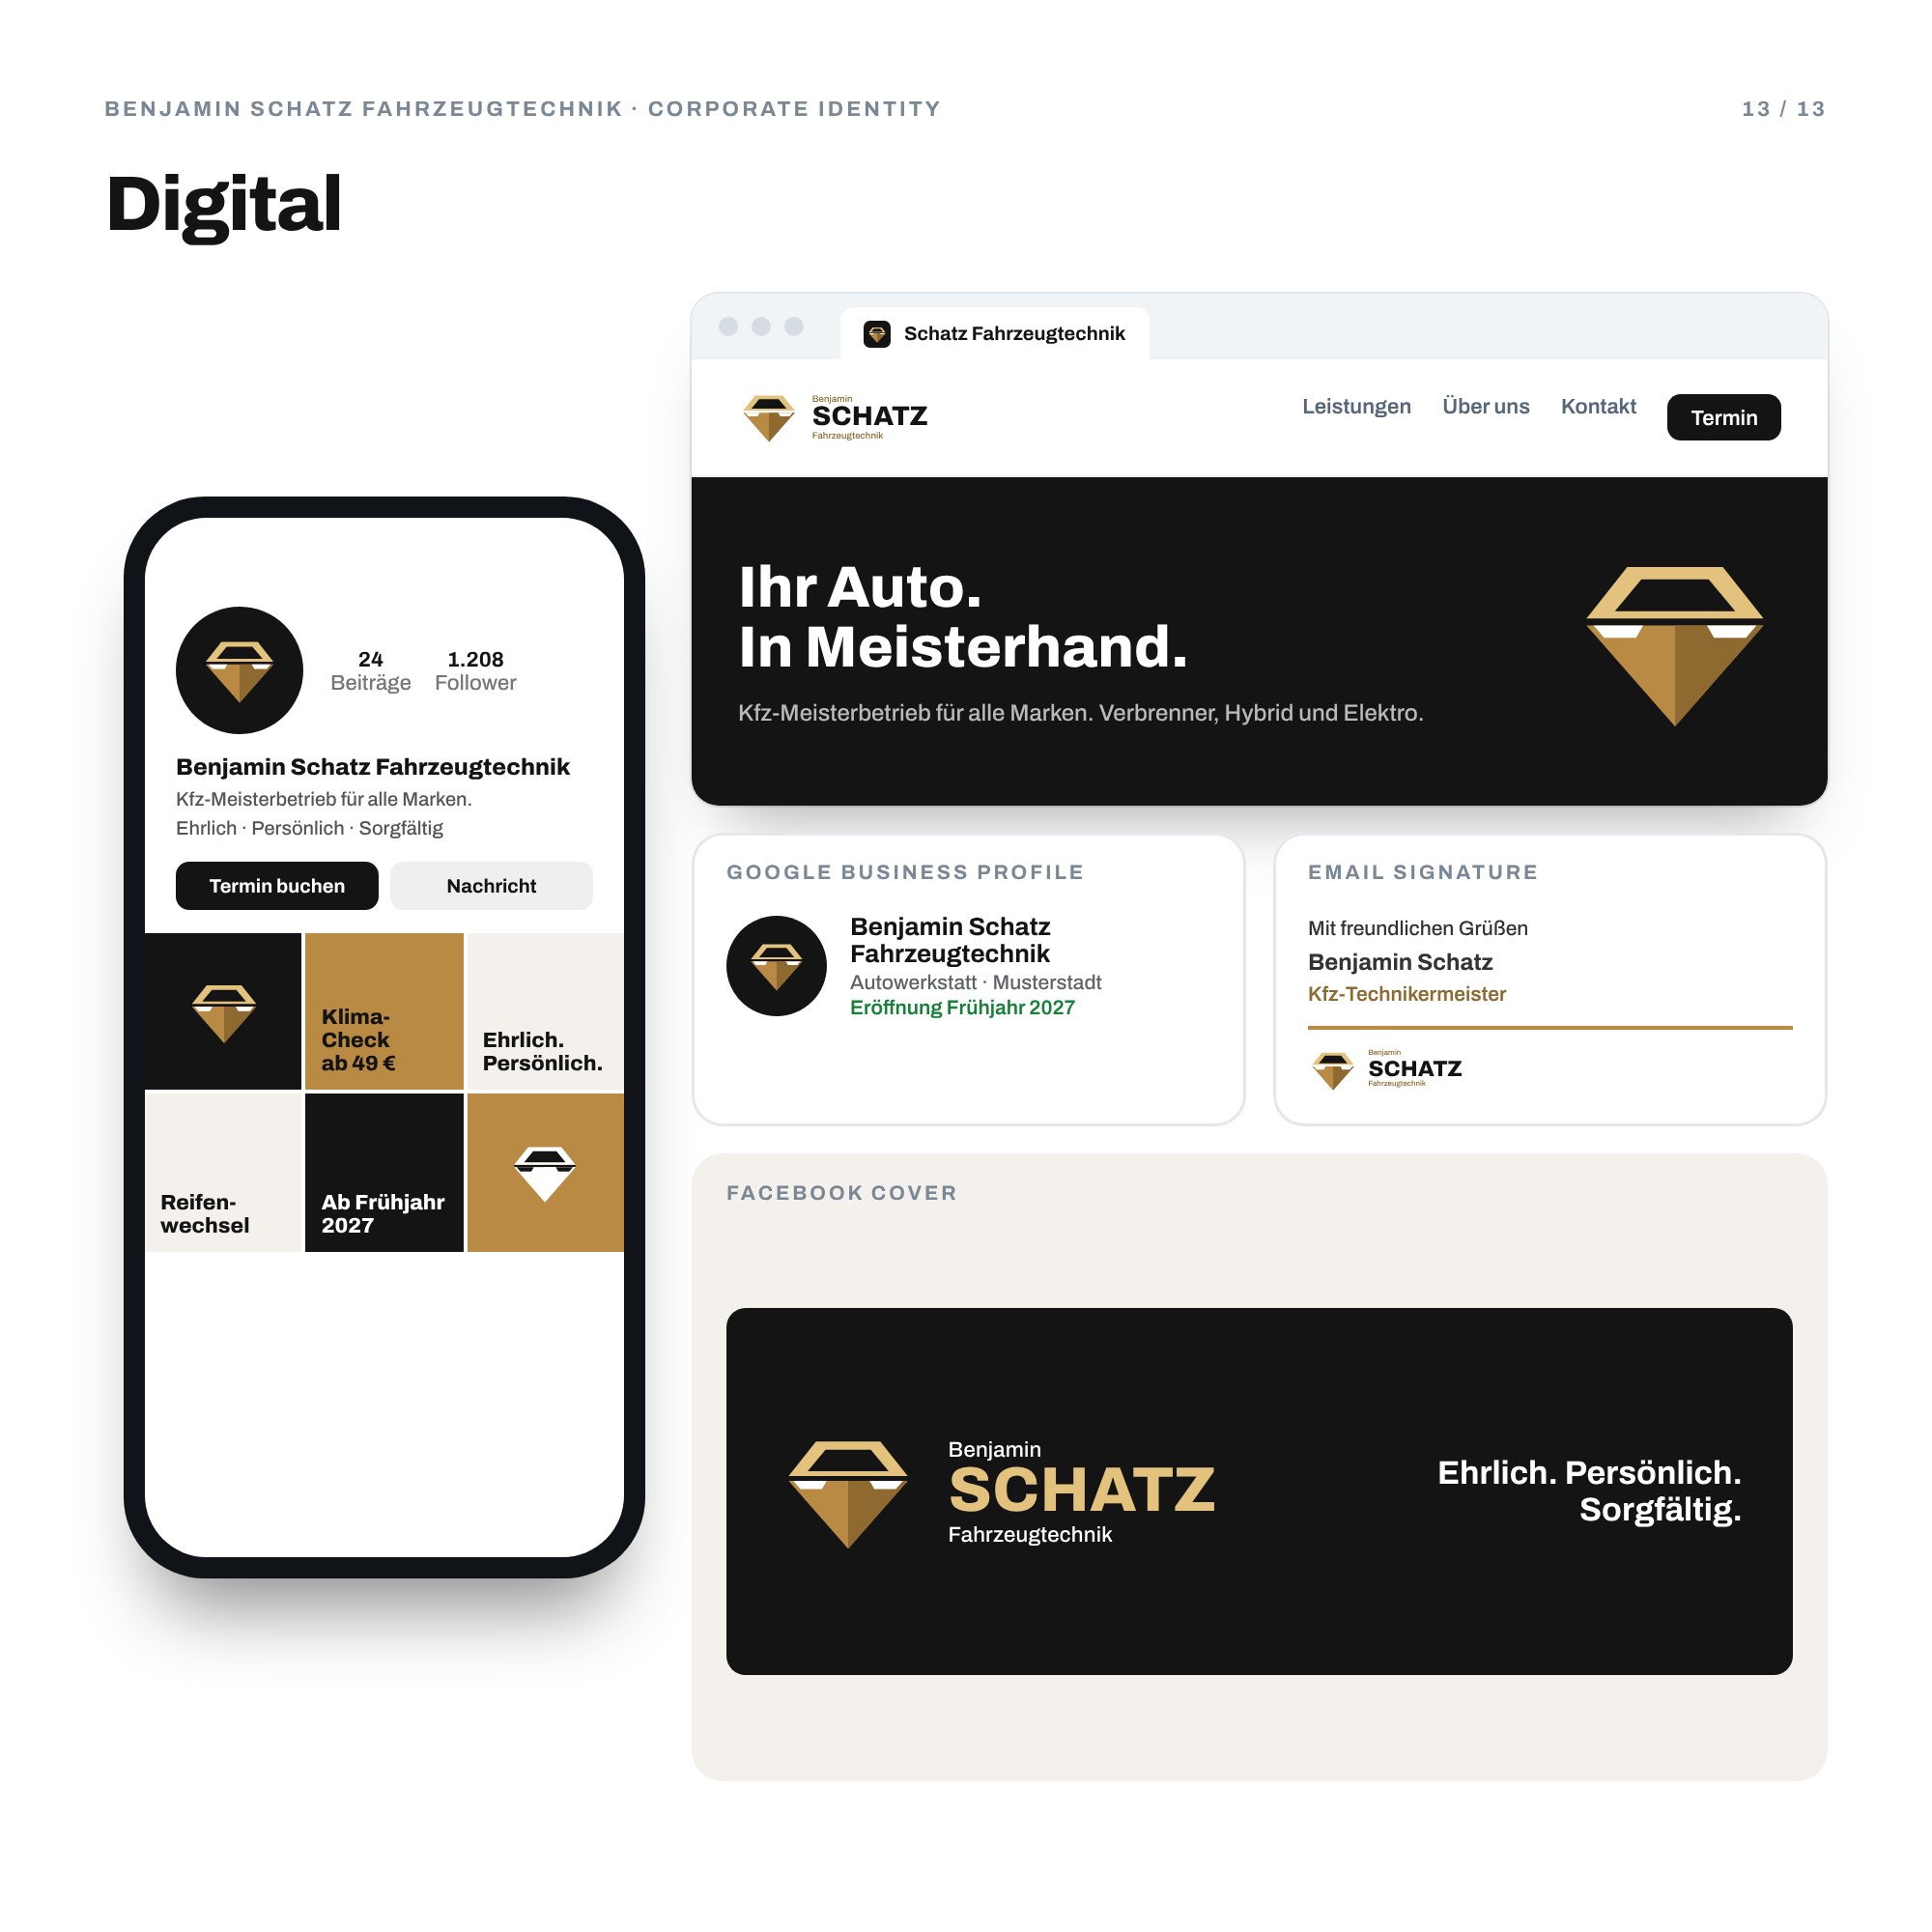 BENJAMIN SCHATZ FAHRZEUGTECHNIK · CORPORATE IDENTITY
13 / 13
Digital
24
Beiträge
1.208
Follower
Benjamin Schatz Fahrzeugtechnik
Kfz-Meisterbetrieb für alle Marken.
Ehrlich · Persönlich · Sorgfältig
Termin buchen
Nachricht
Klima-
Check
ab 49 €
Ehrlich.
Persönlich.
Reifen-
wechsel
Ab Frühjahr
2027
Schatz Fahrzeugtechnik
Benjamin
SCHATZ
Fahrzeugtechnik
Leistungen
Über uns
Kontakt
Termin
Ihr Auto.
In Meisterhand.
Kfz-Meisterbetrieb für alle Marken. Verbrenner, Hybrid und Elektro.
GOOGLE BUSINESS PROFILE
Benjamin Schatz
Fahrzeugtechnik
Autowerkstatt · Musterstadt
Eröffnung Frühjahr 2027
EMAIL SIGNATURE
Mit freundlichen Grüßen
Benjamin Schatz
Kfz-Technikermeister
Benjamin
SCHATZ
Fahrzeugtechnik
FACEBOOK COVER
Benjamin
SCHATZ
Fahrzeugtechnik
Ehrlich. Persönlich.
Sorgfältig.